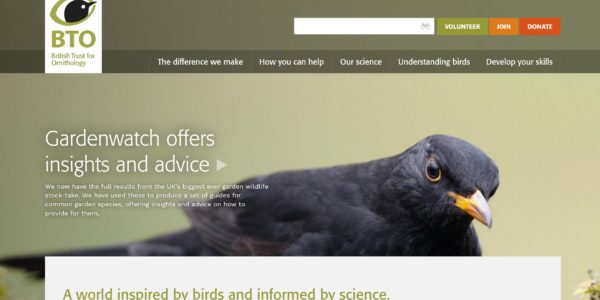 BTO
British Trust for
Ornithology
VOLUNTEER
JOIN
DONATE
The difference we make
How you can help
Our science
Understanding birds
Develop your skills
Gardenwatch offers
insights and advice
We now have the full results from the UK's biggest ever garden wildlife
stock-take. We have used these to produce a set of guides for
common garden species, offering insights and advice on how to
provide for them.
A world inspired by birds and informed by science.